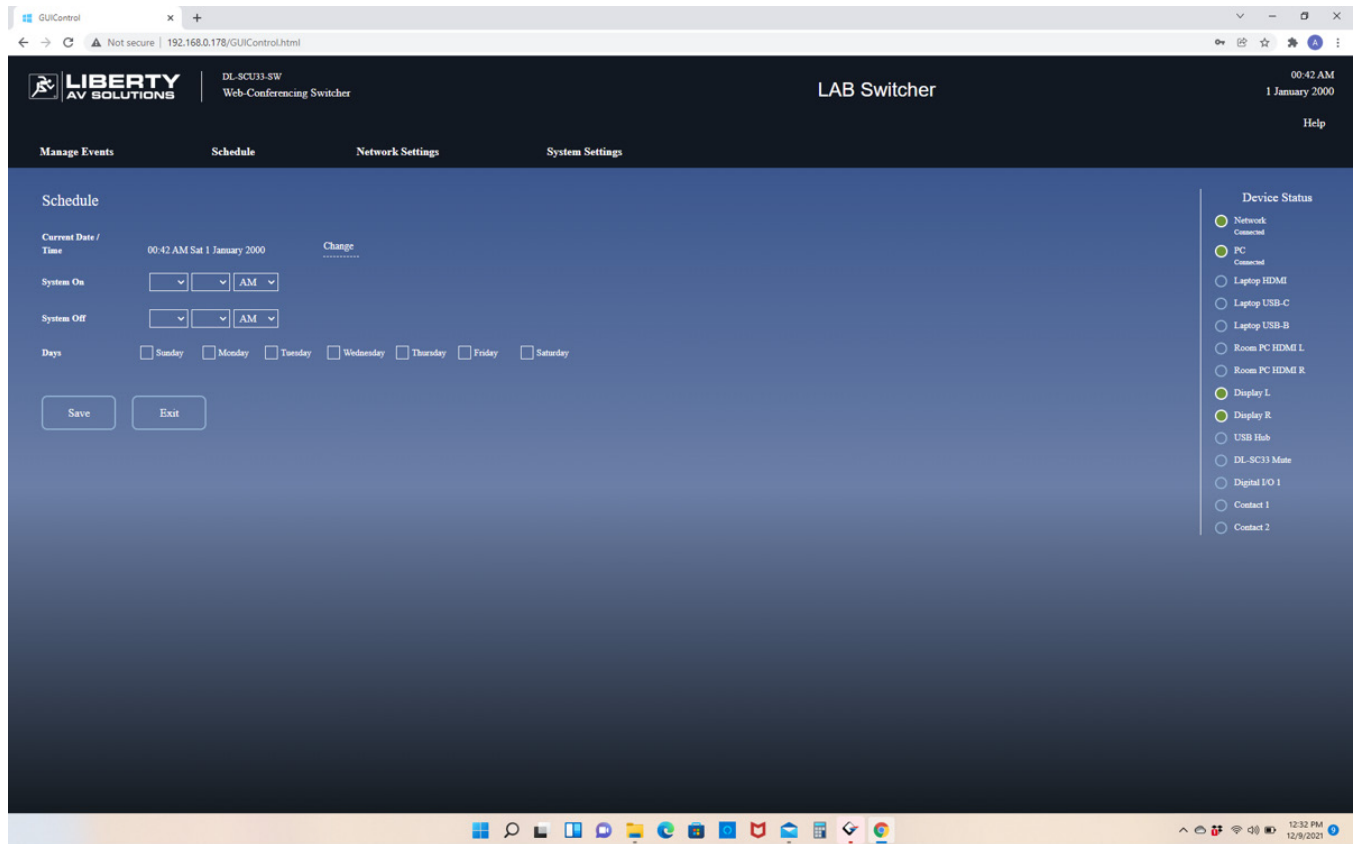 GUIControl
Not secure | 192.168.0.178/GUIControl.html
A
LIBERTY
AV SOLUTIONS
DL-SCU33-SW
Web-Conferencing Switcher
LAB Switcher
00:42 AM
1 January 2000
Help
Manage Events Schedule Network Settings System Settings
Schedule
Current Date /
Time
00:42 AM Sat 1 January 2000 Change
System On AM
System Off AM
Days Sunday Monday Tuesday Wednesday Thursday Friday Saturday
Save Exit
Device Status
Network
Connected
PC
Connected
Laptop HDMI
Laptop USB-C
Laptop USB-B
Room PC HDMI L
Room PC HDMI R
Display L
Display R
USB Hub
DL-SC33 Mute
Digital I/O 1
Contact 1
Contact 2
12:32 PM
12/9/2021
9